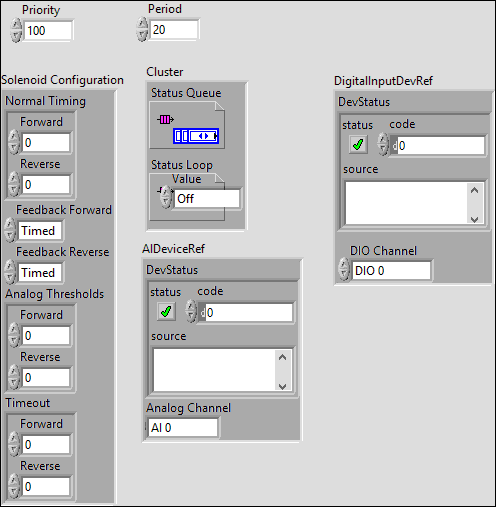 Priority
100
Period
20
Solenoid Configuration
Normal Timing
Forward
0
Reverse
0
Feedback Forward
Timed
Feedback Reverse
Timed
Analog Thresholds
Forward
0
Reverse
0
Timeout
Forward
0
Reverse
0
Cluster
Status Queue
Status Loop
Value
Off
AIDeviceRef
DevStatus
status code
d 0
source
Analog Channel
AI 0
DigitalInputDevRef
DevStatus
status code
d 0
source
DIO Channel
DIO 0